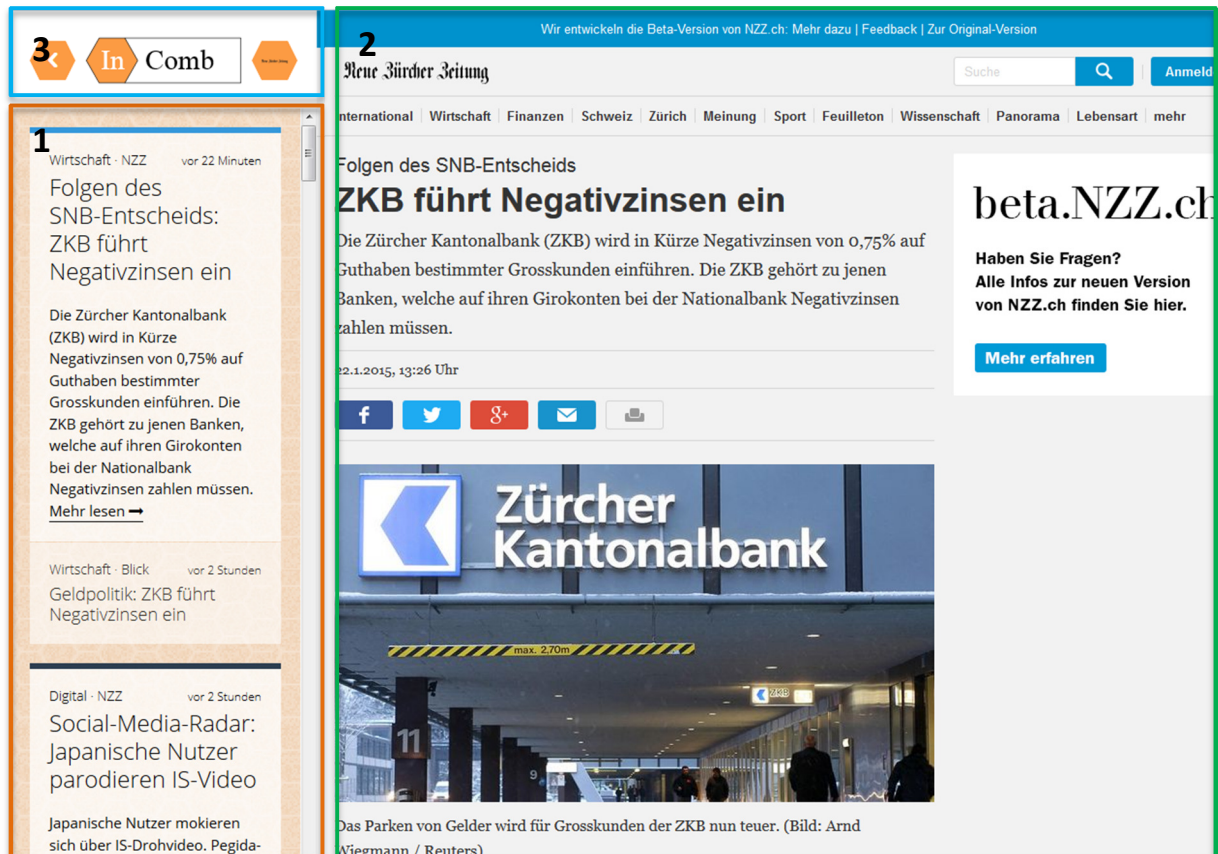 3
In Comb
1
Wirtschaft · NZZ vor 22 Minuten
Folgen des
SNB-Entscheids:
ZKB führt
Negativzinsen ein
Die Zürcher Kantonalbank
(ZKB) wird in Kürze
Negativzinsen von 0,75% auf
Guthaben bestimmter
Grosskunden einführen. Die
ZKB gehört zu jenen Banken,
welche auf ihren Girokonten
bei der Nationalbank
Negativzinsen zahlen müssen.
Mehr lesen ➞
Wirtschaft · Blick vor 2 Stunden
Geldpolitik: ZKB führt
Negativzinsen ein
Digital · NZZ vor 2 Stunden
Social-Media-Radar:
Japanische Nutzer
parodieren IS-Video
Japanische Nutzer mokieren
sich über IS-Drohvideo. Pegida-
2
Wir entwickeln die Beta-Version von NZZ.ch: Mehr dazu | Feedback | Zur Original-Version
Neue Zürcher Zeitung
Suche
Anmeld
nternational Wirtschaft Finanzen Schweiz Zürich Meinung Sport Feuilleton Wissenschaft Panorama Lebensart mehr
Folgen des SNB-Entscheids
ZKB führt Negativzinsen ein
Die Zürcher Kantonalbank (ZKB) wird in Kürze Negativzinsen von 0,75% auf
Guthaben bestimmter Grosskunden einführen. Die ZKB gehört zu jenen
Banken, welche auf ihren Girokonten bei der Nationalbank Negativzinsen
zahlen müssen.
22.1.2015, 13:26 Uhr
f
g+
Zürcher
Kantonalbank
max. 2,70m
ZKB
11
9
Das Parken von Gelder wird für Grosskunden der ZKB nun teuer. (Bild: Arnd
Wiegmann / Reuters)
beta.NZZ.ch
Haben Sie Fragen?
Alle Infos zur neuen Version
von NZZ.ch finden Sie hier.
Mehr erfahren